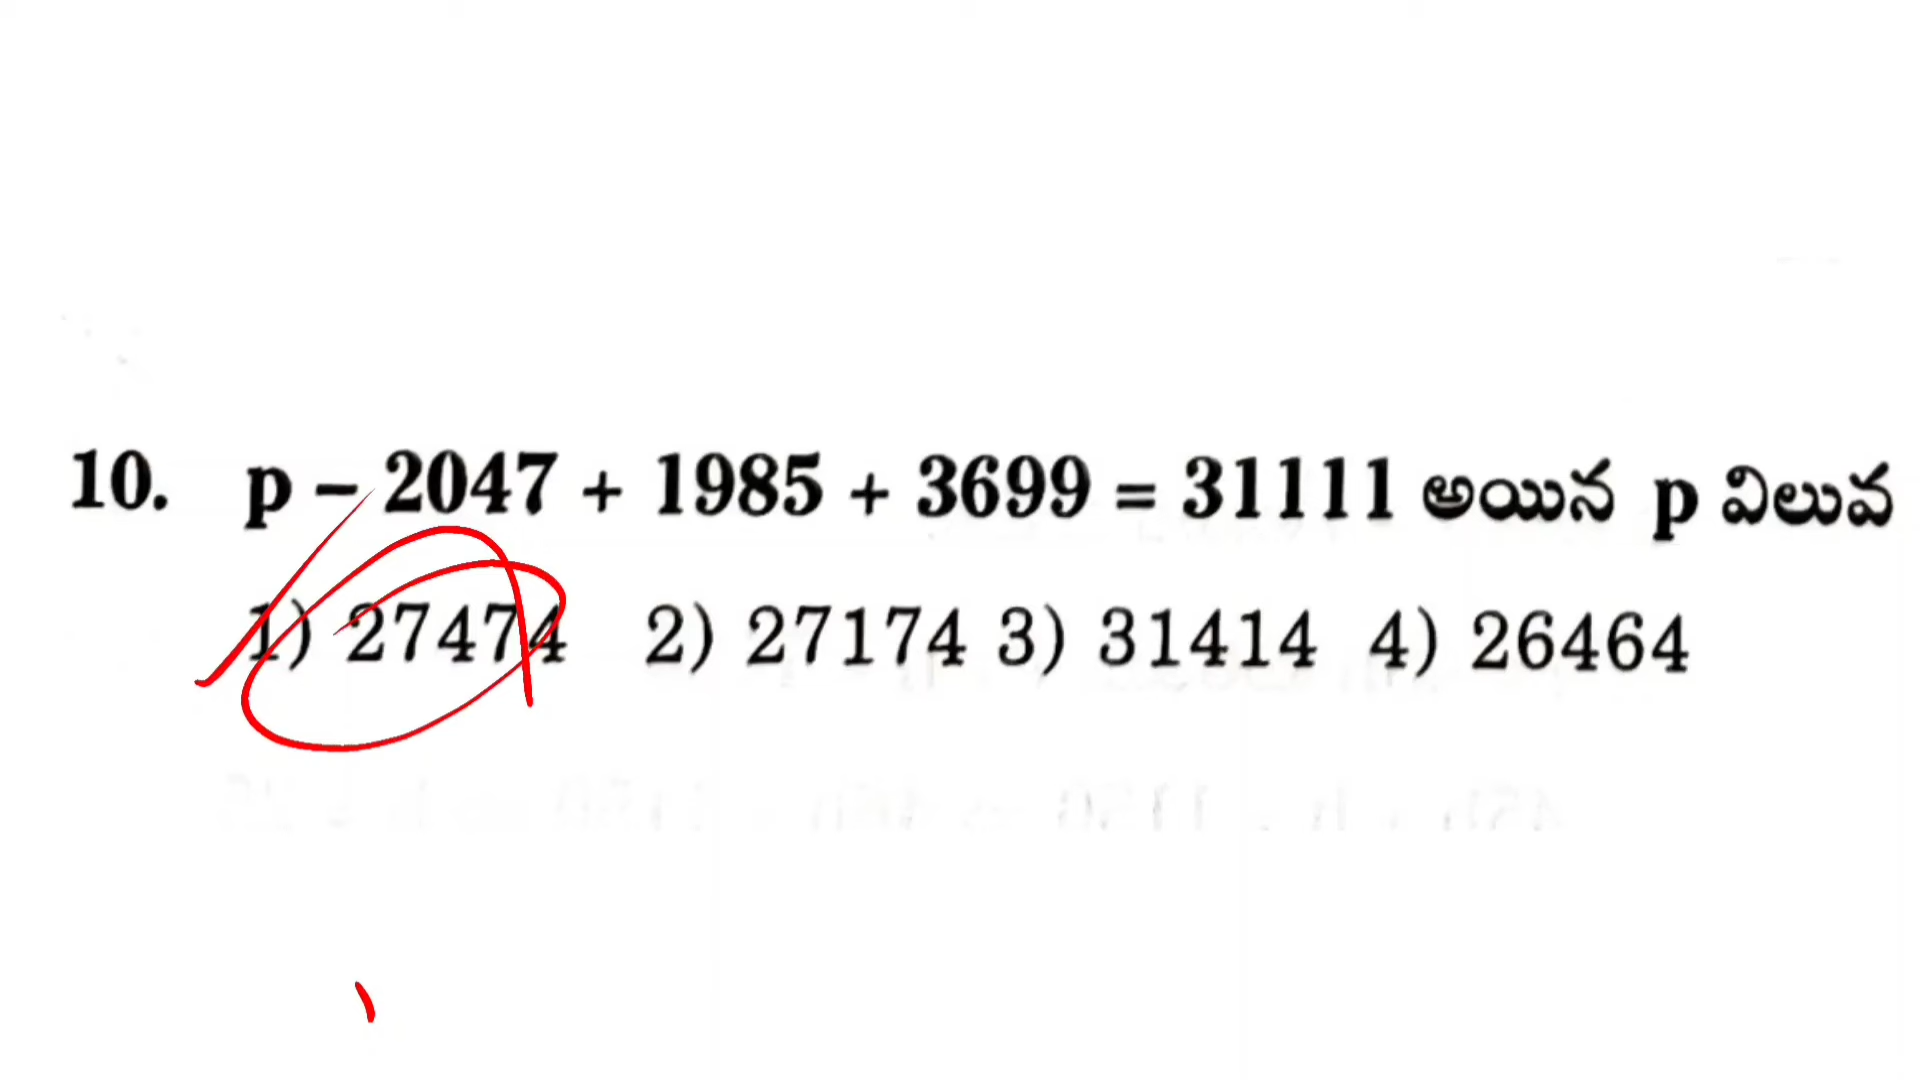 10. p – 2047 + 1985 + 3699 = 31111 అయిన p విలువ
1) 27474 2) 27174 3) 31414 4) 26464